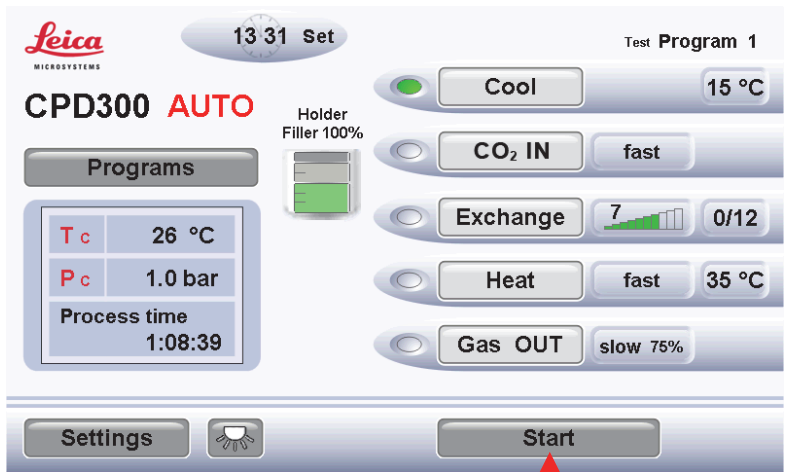 Leica
MICROSYSTEMS
13 31 Set
Test Program 1
CPD300 AUTO
Holder
Filler 100%
Programs
Tc 26 °C
Pc 1.0 bar
Process time
1:08:39
Cool 15 °C
CO₂ IN fast
Exchange 7 0/12
Heat fast 35 °C
Gas OUT slow 75%
Settings
Start